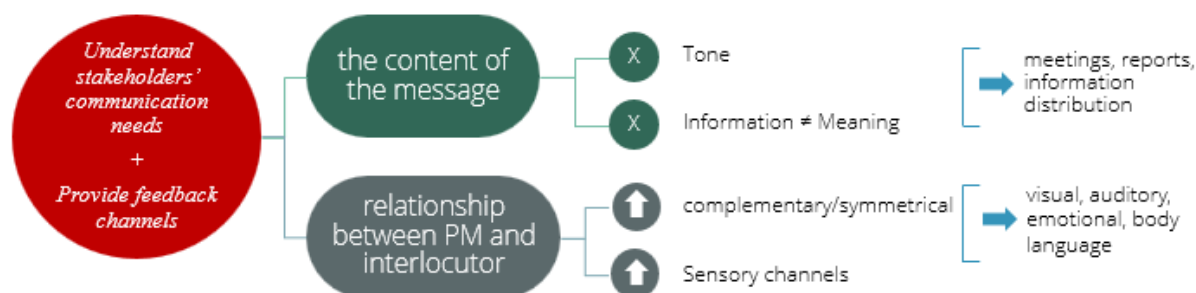 Understand
stakeholders'
communication
needs
+
Provide feedback
channels
the content of
the message
X
Tone
X
Information ≠ Meaning
meetings, reports,
information
distribution
relationship
between PM and
interlocutor
complementary/symmetrical
Sensory channels
visual, auditory,
emotional, body
language